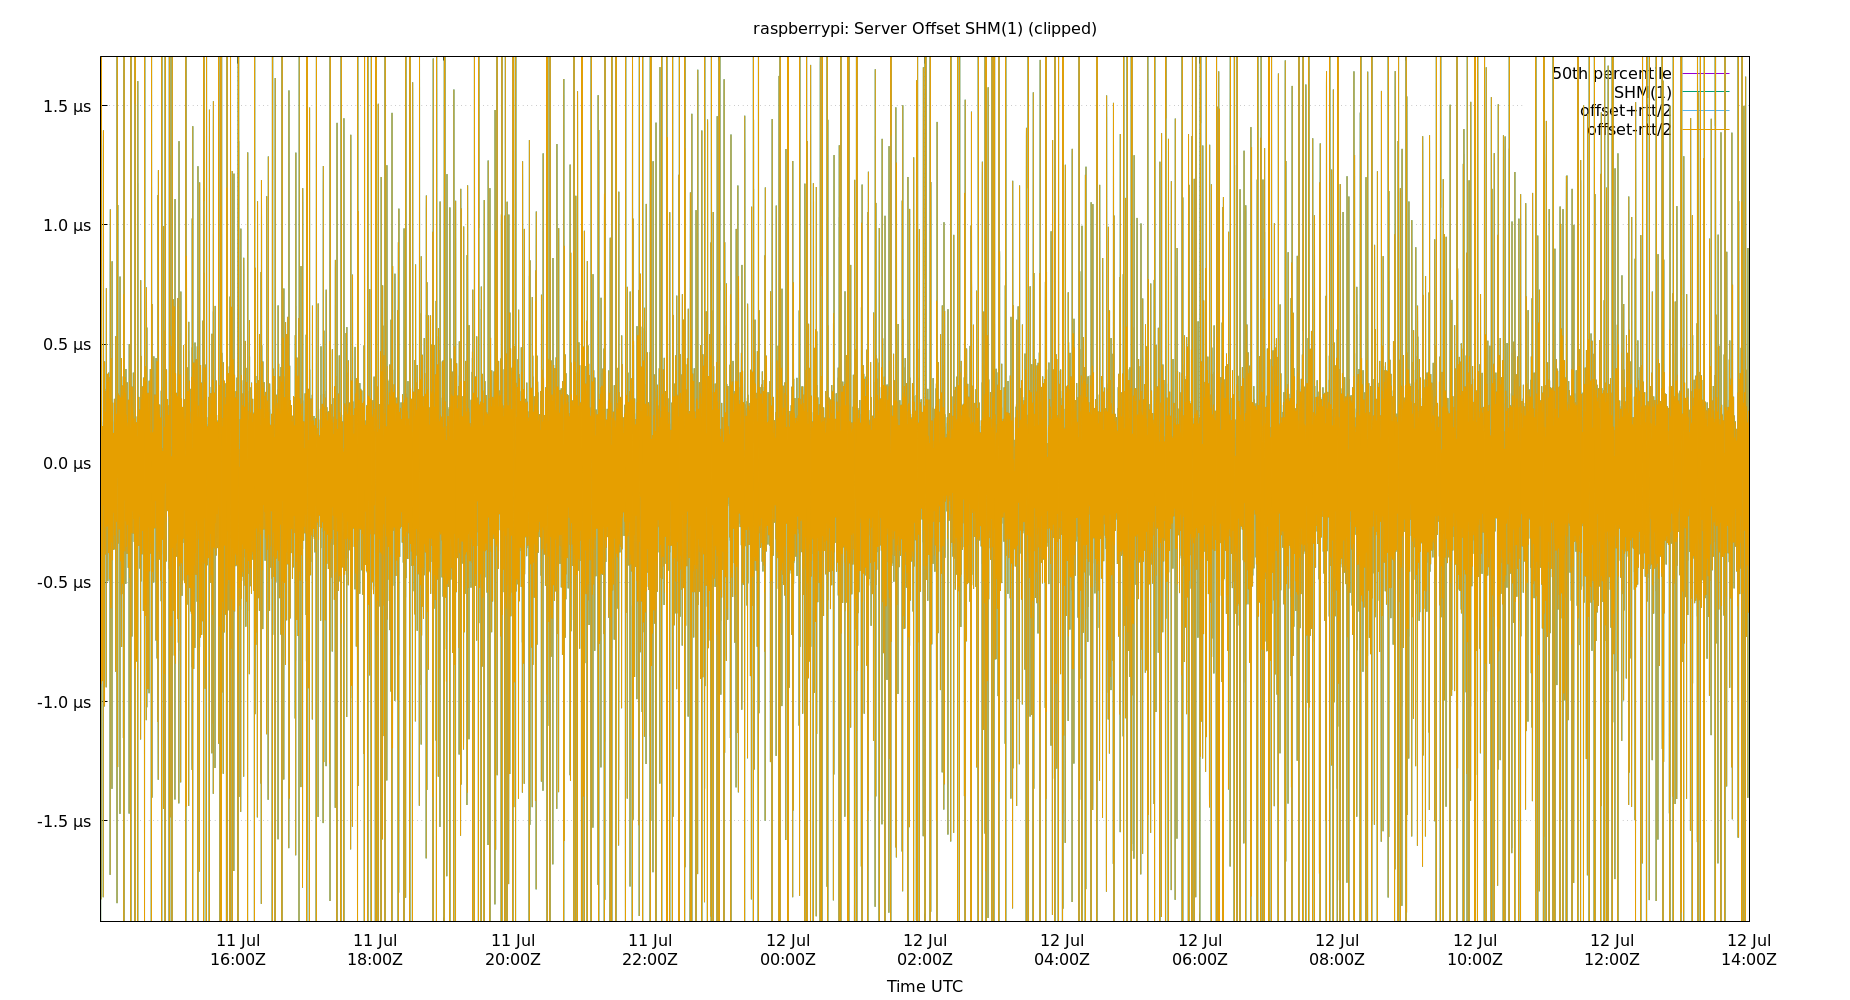 raspberrypi: Server Offset SHM(1) (clipped)
50th percentile
SHM(1)
offset+rtt/2
offset-rtt/2
1.5 µs
1.0 µs
0.5 µs
0.0 µs
-0.5 µs
-1.0 µs
-1.5 µs
11 Jul 11 Jul 11 Jul 11 Jul 12 Jul 12 Jul 12 Jul 12 Jul 12 Jul 12 Jul 12 Jul 12 Jul
16:00Z 18:00Z 20:00Z 22:00Z 00:00Z 02:00Z 04:00Z 06:00Z 08:00Z 10:00Z 12:00Z 14:00Z
Time UTC